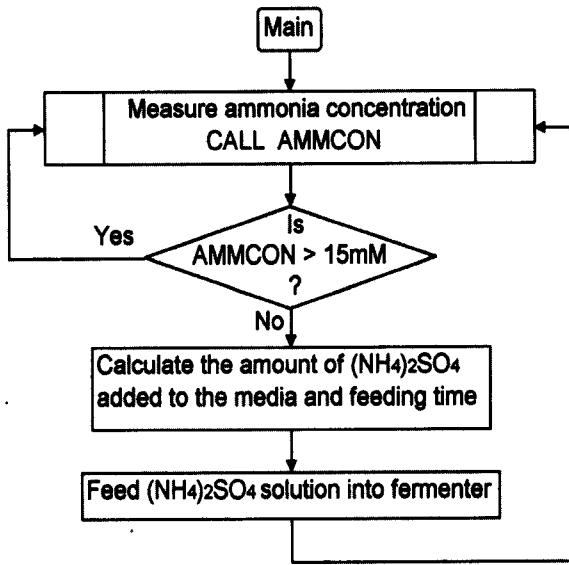 Main
Measure ammonia concentration
CALL AMMCON
Is
Yes
AMMCON > 15mM
?
No
Calculate the amount of (NH4)2SO4
added to the media and feeding time
Feed (NH4)2SO4 solution into fermenter